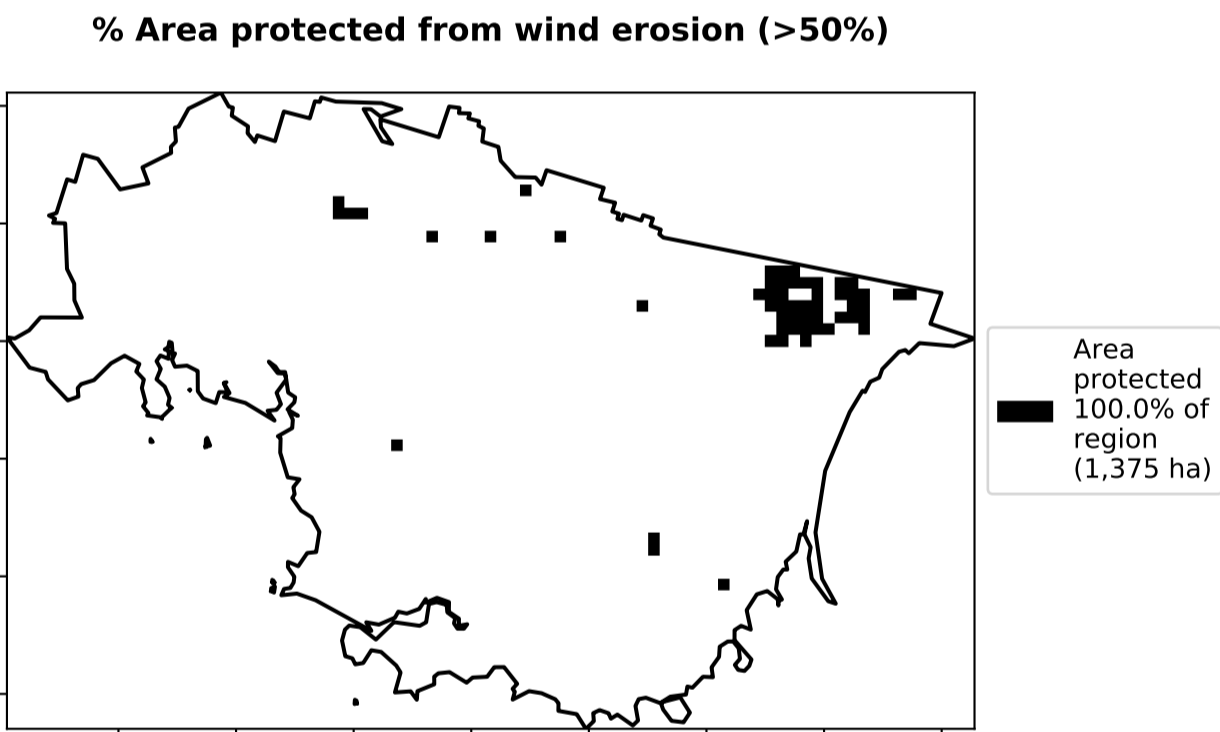 % Area protected from wind erosion (>50%)
Area
protected
100.0% of
region
(1,375 ha)